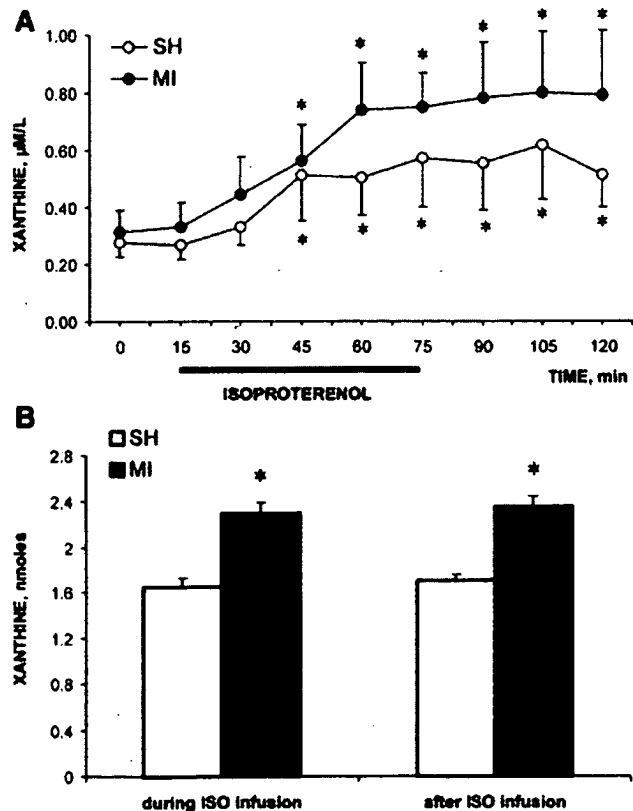 A
SH
MI
XANTHINE, µM/L
1.00
0.80
0.60
0.40
0.20
0.00
* * * * * *
* * * * * *
0 15 30 45 60 75 90 105 120
ISOPROTERENOL
TIME, min
B
SH
MI
XANTHINE, nmoles
2.8
2.4
2
1.6
1.2
0.8
0.4
0
* *
during ISO infusion after ISO infusion